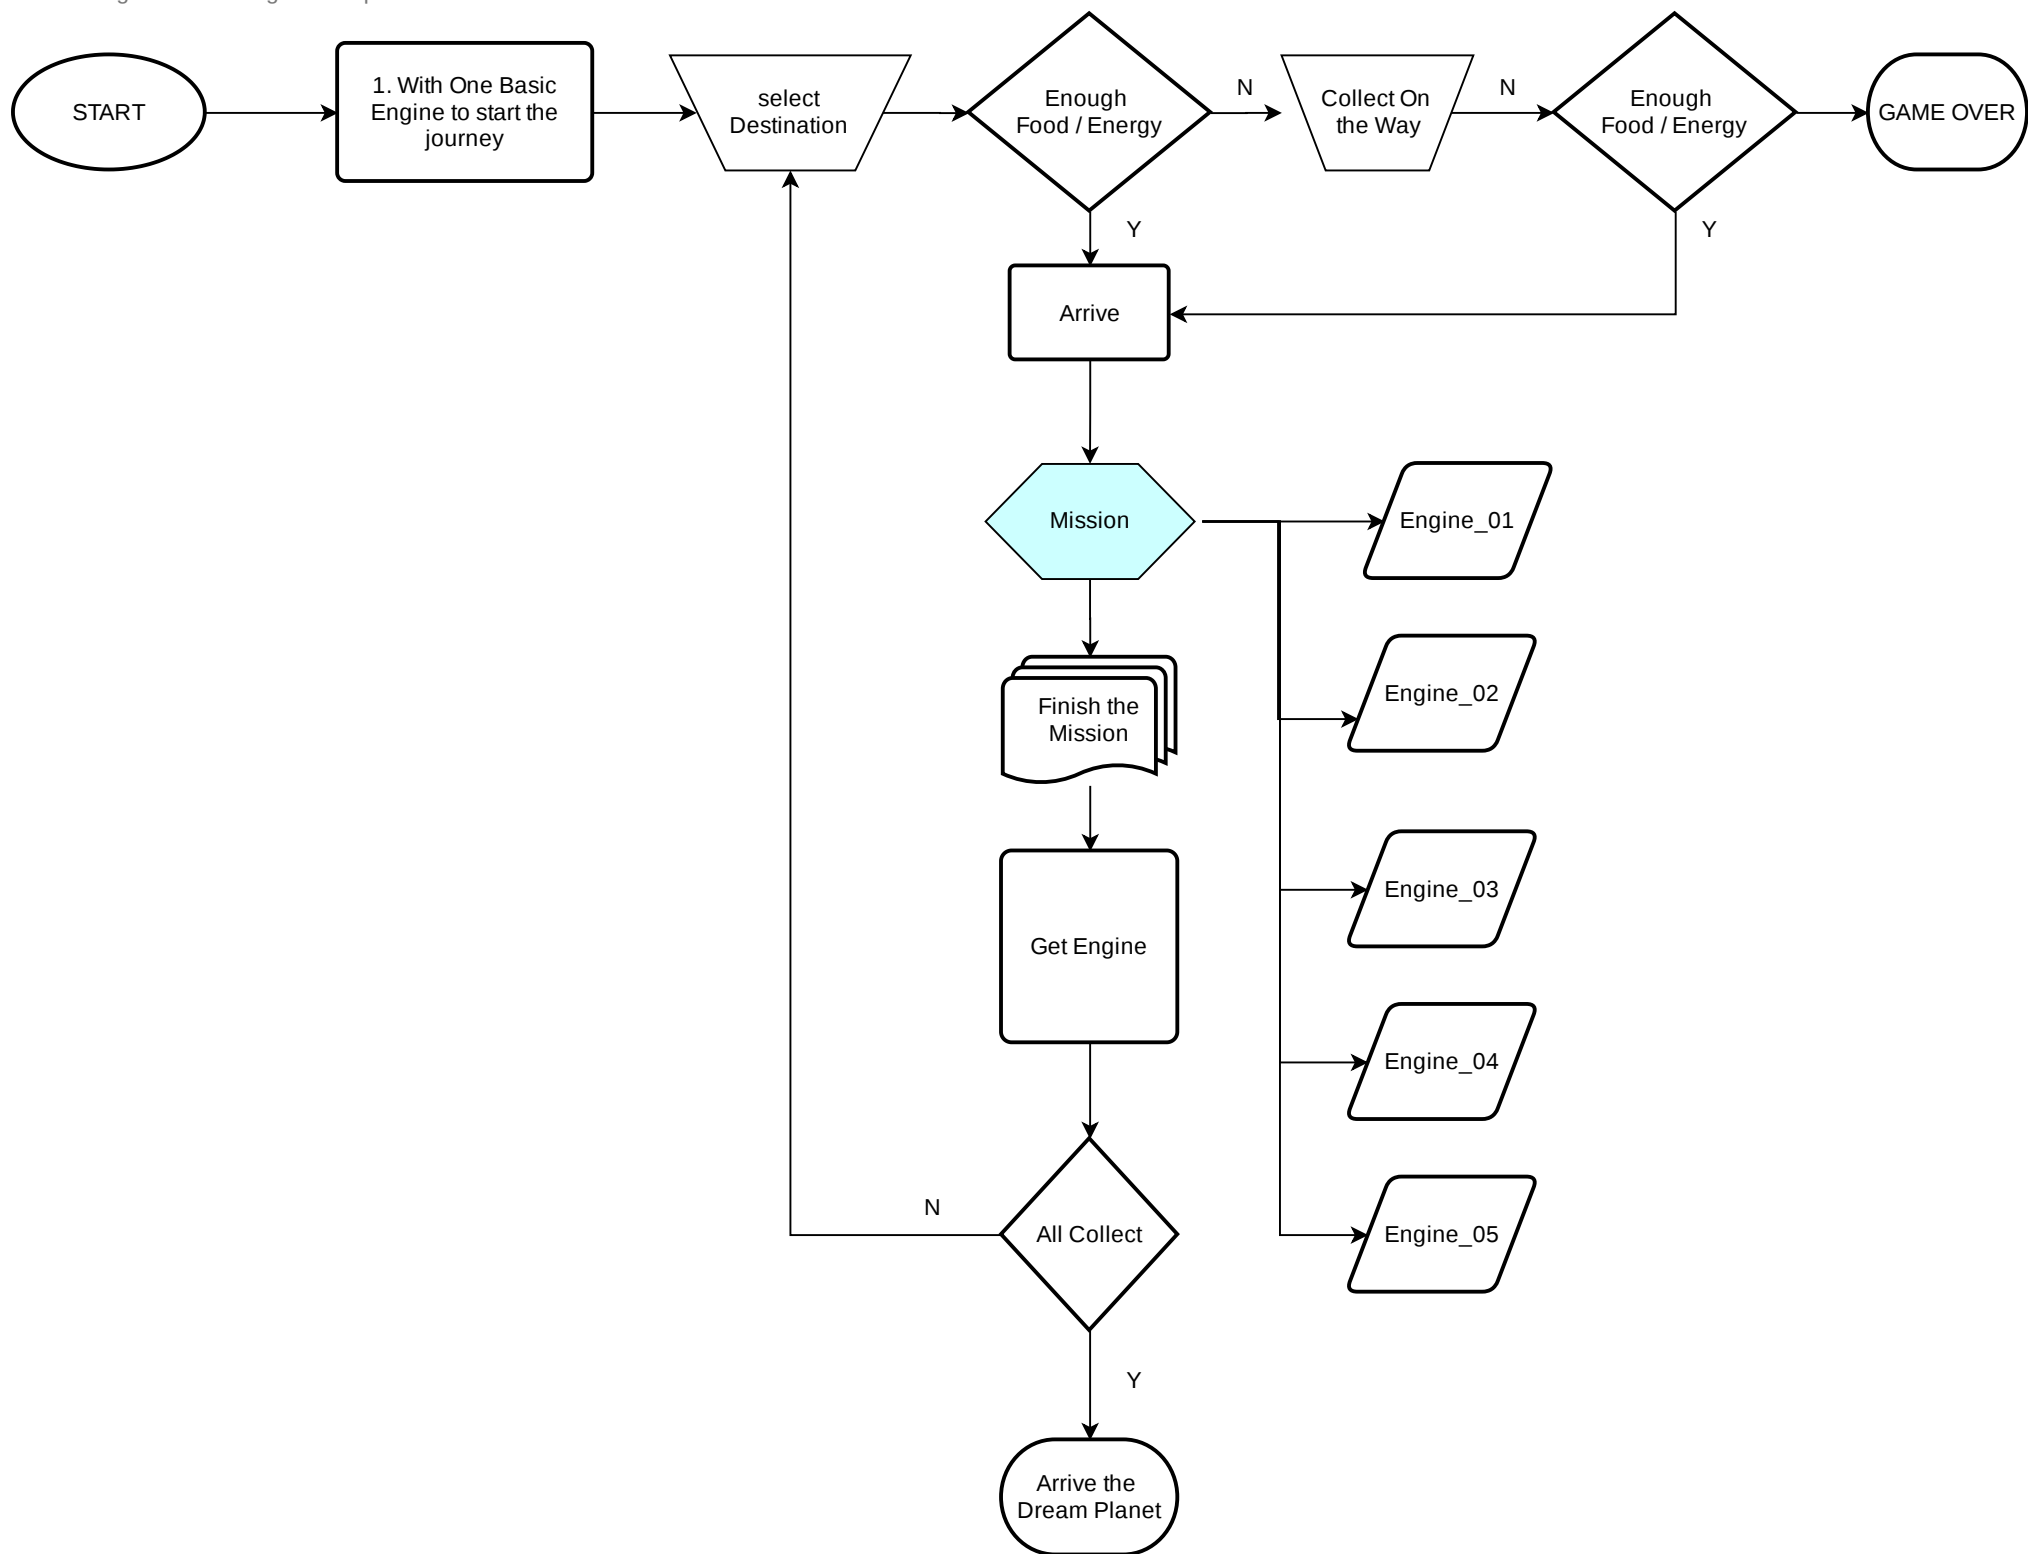 START
1. With One Basic
Engine to start the
journey
select
Destination
Enough
Food / Energy
N
Collect On
the Way
N
Enough
Food / Energy
GAME OVER
Y
Y
Arrive
Mission
Engine_01
Finish the
Mission
Engine_02
Engine_03
Get Engine
Engine_04
N
All Collect
Engine_05
Y
Arrive the
Dream Planet